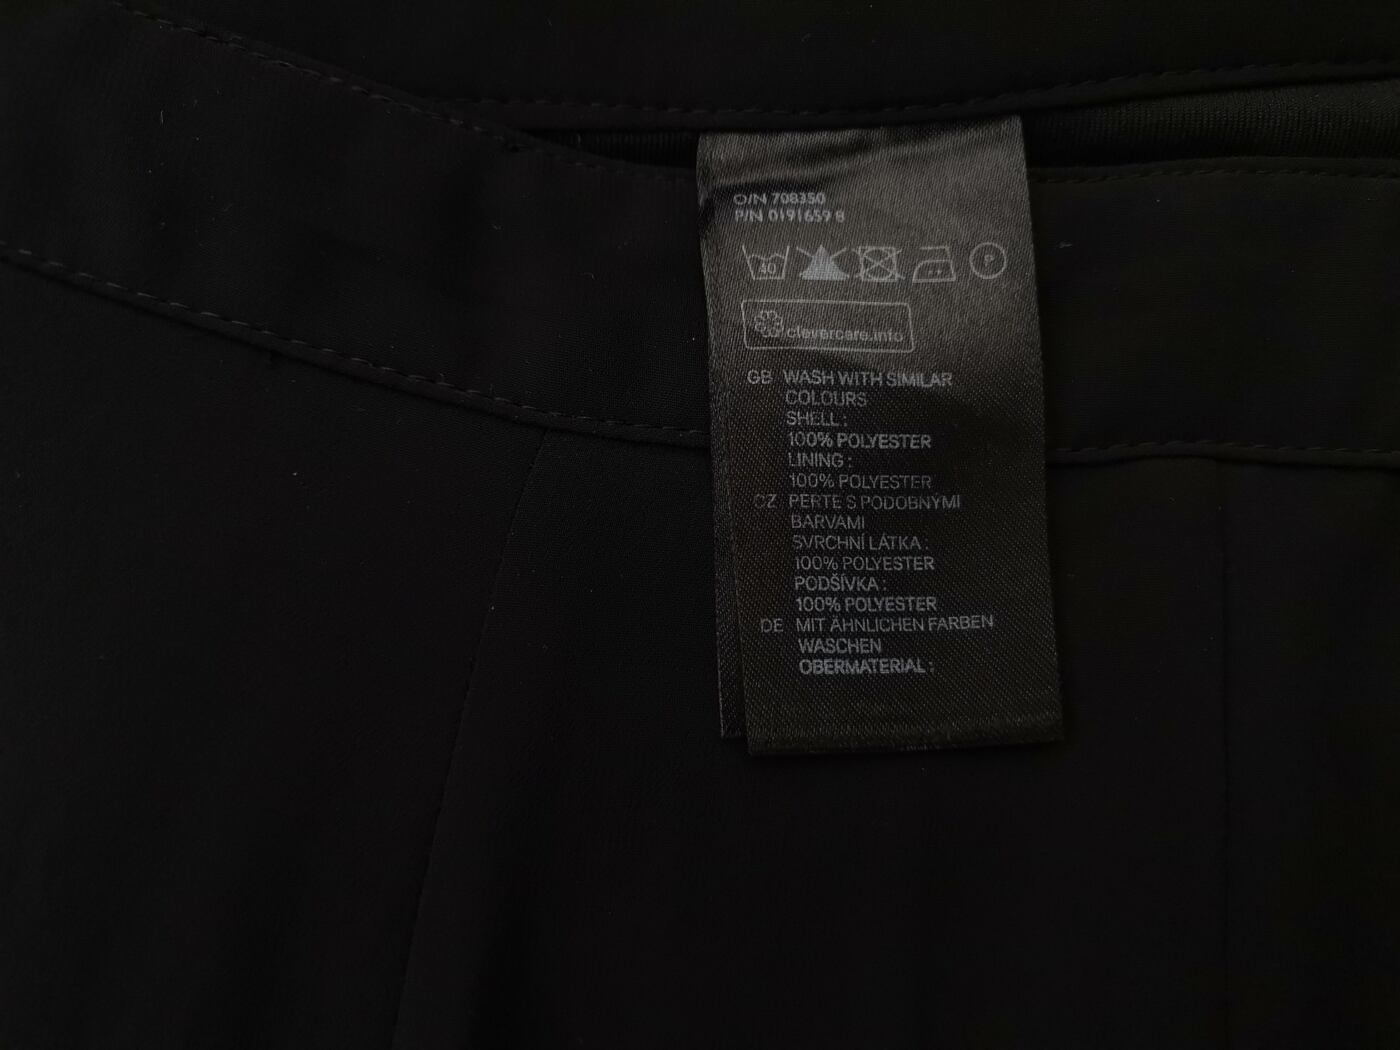 O/N 708350
P/N 0191659 8
40
P
clevercare.info
GB WASH WITH SIMILAR
COLOURS
SHELL :
100% POLYESTER
LINING :
100% POLYESTER
CZ PERTE S PODOBNÝMI
BARVAMI
SVRCHNÍ LÁTKA :
100% POLYESTER
PODŠÍVKA :
100% POLYESTER
DE MIT ÄHNLICHEN FARBEN
WASCHEN
OBERMATERIAL :